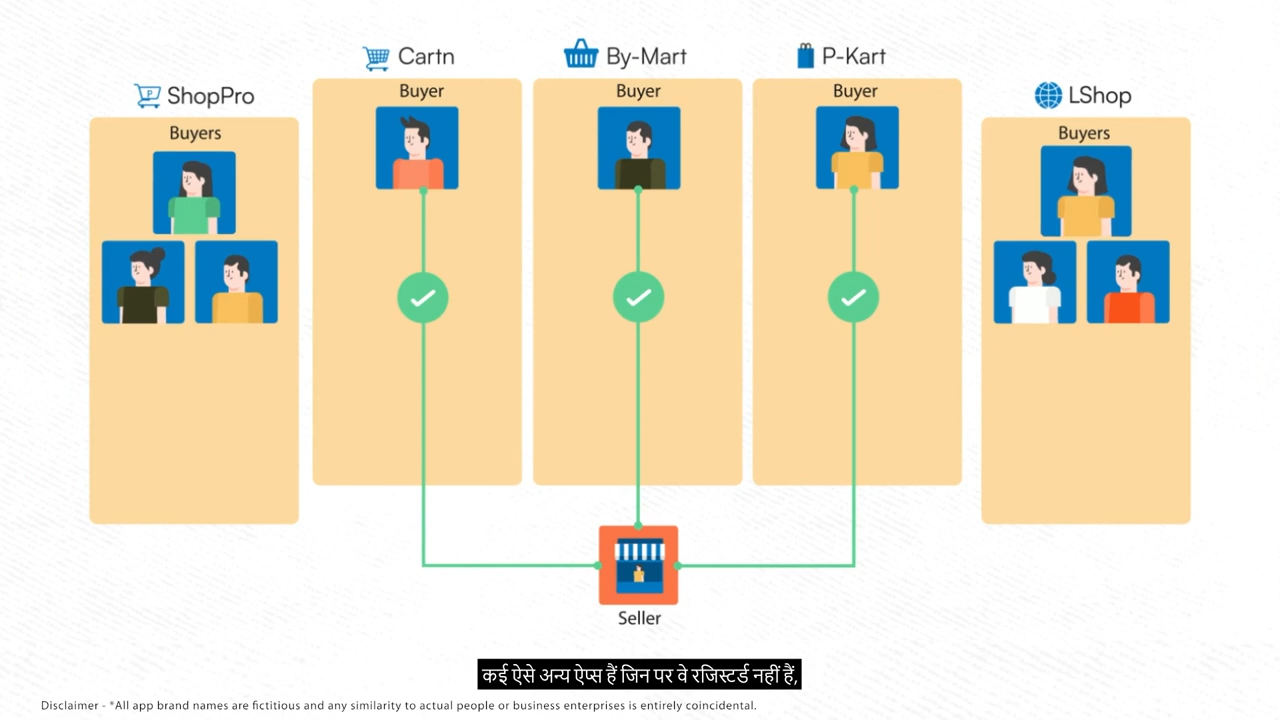 Cartn
By-Mart
P-Kart
ShopPro
LShop
Buyer
Buyer
Buyer
Buyers
Buyers
Seller
कई ऐसे अन्य ऐप्स हैं जिन पर वे रजिस्टर्ड नहीं हैं,
Disclaimer - *All app brand names are fictitious and any similarity to actual people or business enterprises is entirely coincidental.